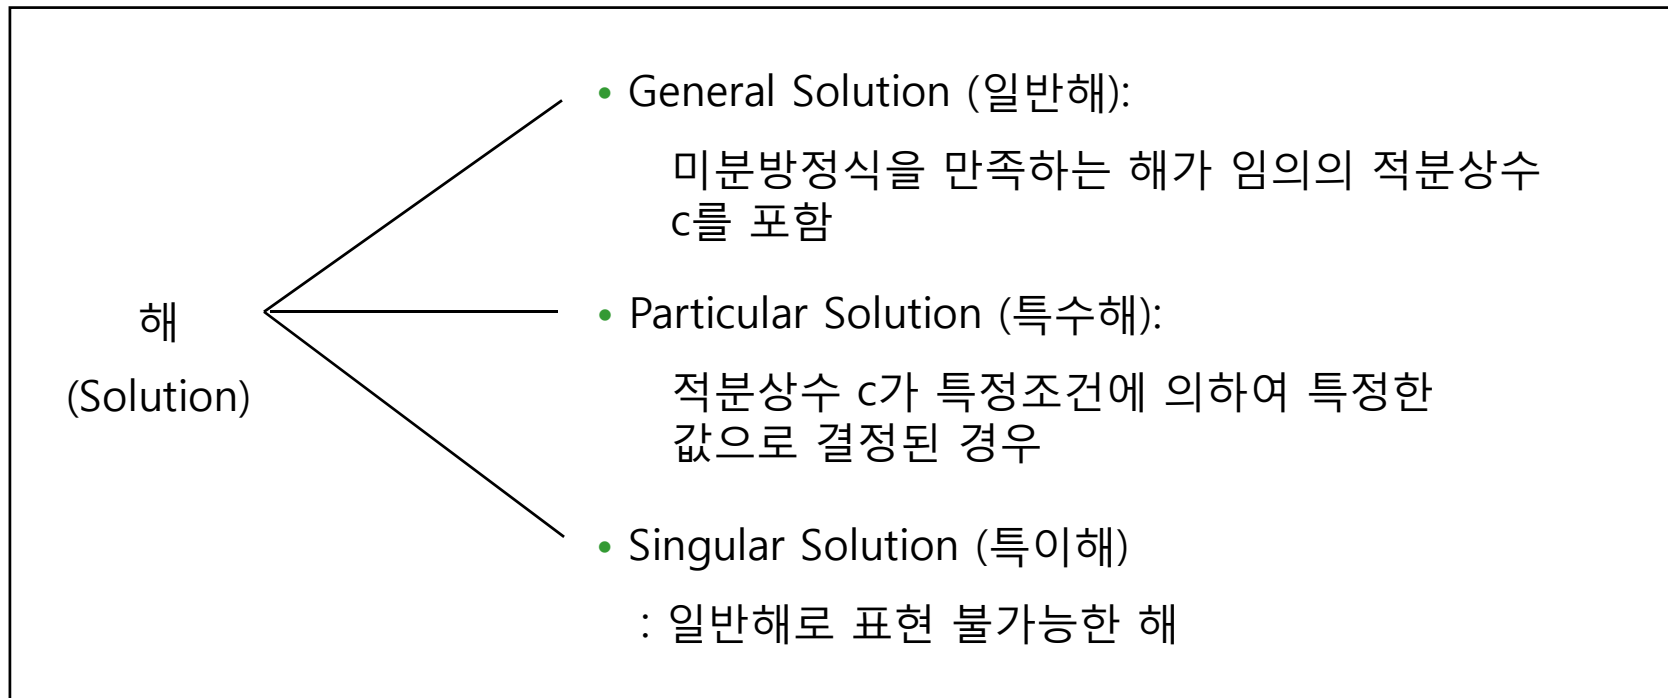 • General Solution (일반해):
미분방정식을 만족하는 해가 임의의 적분상수
c를 포함
해
(Solution)
• Particular Solution (특수해):
적분상수 c가 특정조건에 의하여 특정한
값으로 결정된 경우
• Singular Solution (특이해)
: 일반해로 표현 불가능한 해